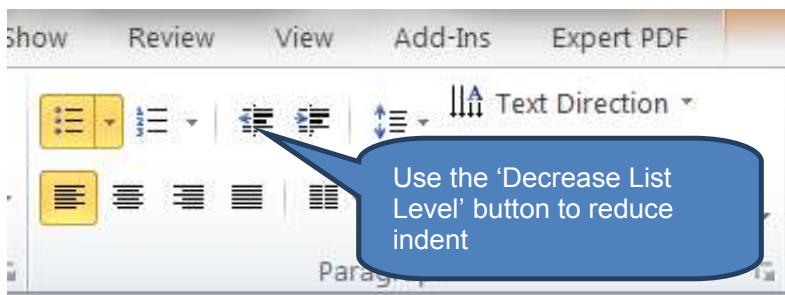 Show Review View Add-Ins Expert PDF
Text Direction
Use the ‘Decrease List
Level’ button to reduce
indent